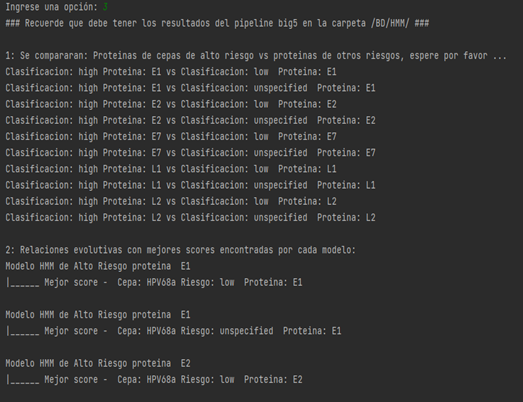 Ingrese una opción: 3
### Recuerde que debe tener los resultados del pipeline big5 en la carpeta /BD/HMM/ ###
1: Se compararan: Proteinas de cepas de alto riesgo vs proteinas de otros riesgos, espere por favor ...
Clasificacion: high Proteina: E1 vs Clasificacion: low  Proteina: E1
Clasificacion: high Proteina: E1 vs Clasificacion: unspecified  Proteina: E1
Clasificacion: high Proteina: E2 vs Clasificacion: low  Proteina: E2
Clasificacion: high Proteina: E2 vs Clasificacion: unspecified  Proteina: E2
Clasificacion: high Proteina: E7 vs Clasificacion: low  Proteina: E7
Clasificacion: high Proteina: E7 vs Clasificacion: unspecified  Proteina: E7
Clasificacion: high Proteina: L1 vs Clasificacion: low  Proteina: L1
Clasificacion: high Proteina: L1 vs Clasificacion: unspecified  Proteina: L1
Clasificacion: high Proteina: L2 vs Clasificacion: low  Proteina: L2
Clasificacion: high Proteina: L2 vs Clasificacion: unspecified  Proteina: L2
2: Relaciones evolutivas con mejores scores encontradas por cada modelo:
Modelo HMM de Alto Riesgo proteina  E1
|______ Mejor score -  Cepa: HPV68a Riesgo: low  Proteina: E1
Modelo HMM de Alto Riesgo proteina  E1
|______ Mejor score -  Cepa: HPV68a Riesgo: unspecified  Proteina: E1
Modelo HMM de Alto Riesgo proteina  E2
|______ Mejor score -  Cepa: HPV68a Riesgo: low  Proteina: E2